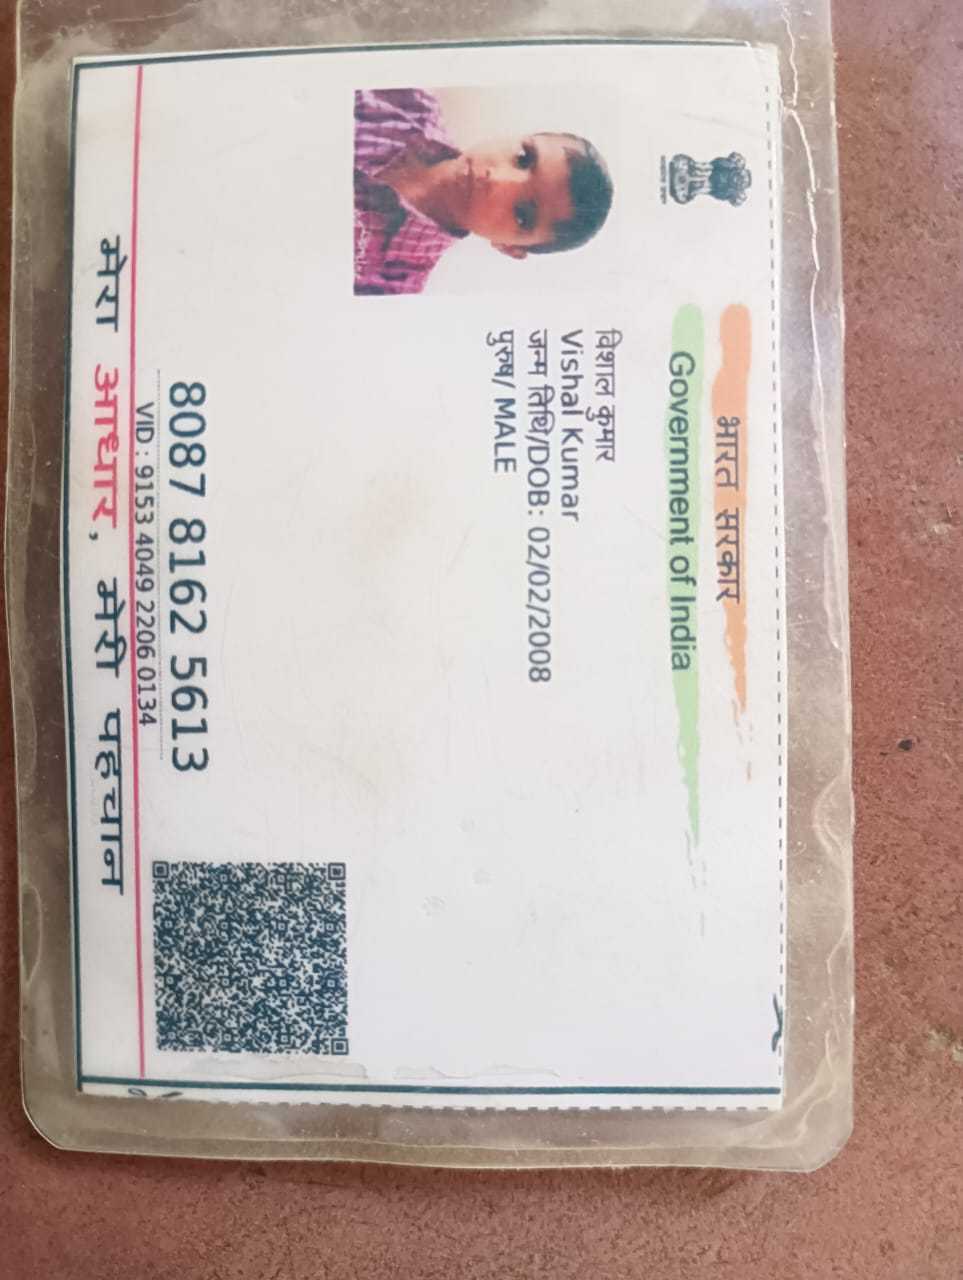 भारत सरकार
Government of India
विशाल कुमार
Vishal Kumar
जन्म तिथि/DOB: 02/02/2008
पुरुष/ MALE
8087 8162 5613
VID : 9153 4049 2206 0134
मेरा आधार, मेरी पहचान